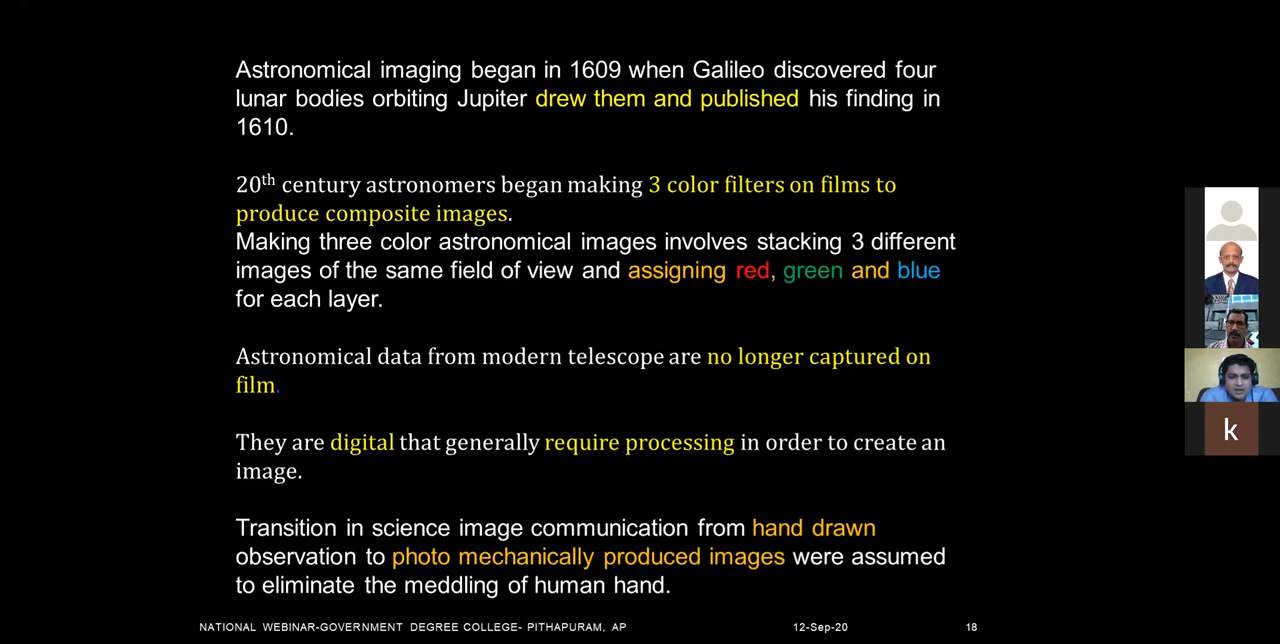 Astronomical imaging began in 1609 when Galileo discovered four
lunar bodies orbiting Jupiter drew them and published his finding in
1610.
20th century astronomers began making 3 color filters on films to
produce composite images.
Making three color astronomical images involves stacking 3 different
images of the same field of view and assigning red, green and blue
for each layer.
Astronomical data from modern telescope are no longer captured on
film.
They are digital that generally require processing in order to create an
image.
Transition in science image communication from hand drawn
observation to photo mechanically produced images were assumed
to eliminate the meddling of human hand.
NATIONAL WEBINAR-GOVERNMENT DEGREE COLLEGE- PITHAPURAM, AP 12-Sep-20 18
k